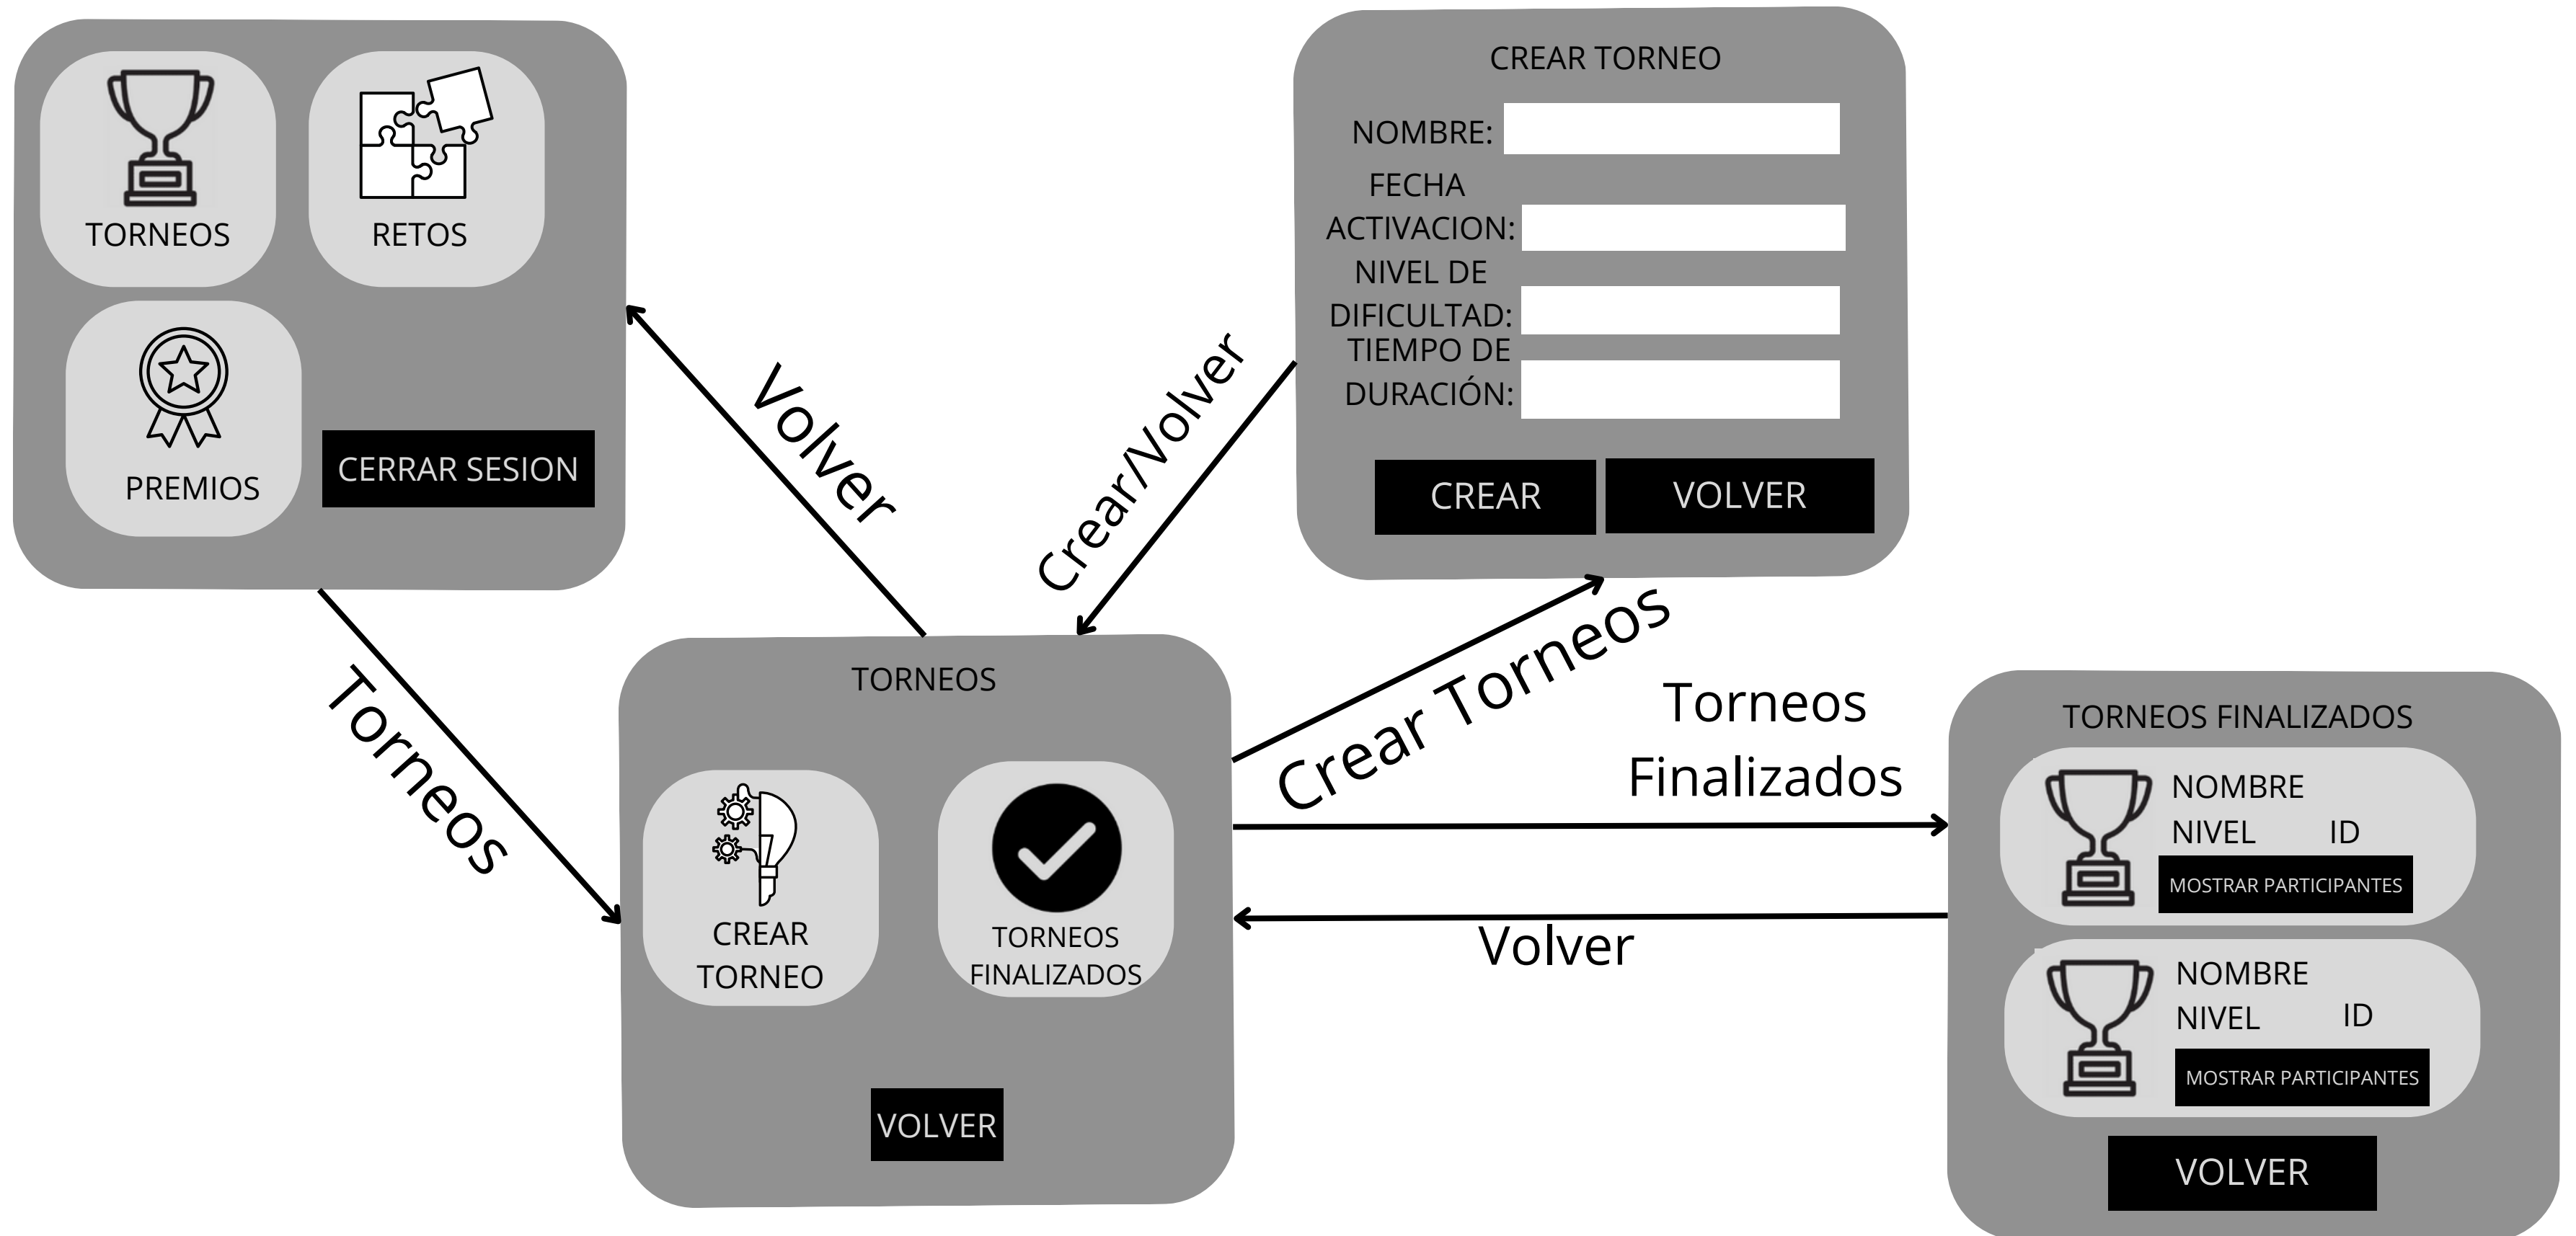 TORNEOS
RETOS
PREMIOS
CERRAR SESION
Volver
Torneos
Crear/Volver
CREAR TORNEO
NOMBRE:
FECHA
ACTIVACION:
NIVEL DE
DIFICULTAD:
TIEMPO DE
DURACIÓN:
CREAR
VOLVER
Crear Torneos
TORNEOS
CREAR
TORNEO
TORNEOS
FINALIZADOS
VOLVER
Torneos
Finalizados
Volver
TORNEOS FINALIZADOS
NOMBRE
NIVEL ID
MOSTRAR PARTICIPANTES
NOMBRE
NIVEL ID
MOSTRAR PARTICIPANTES
VOLVER